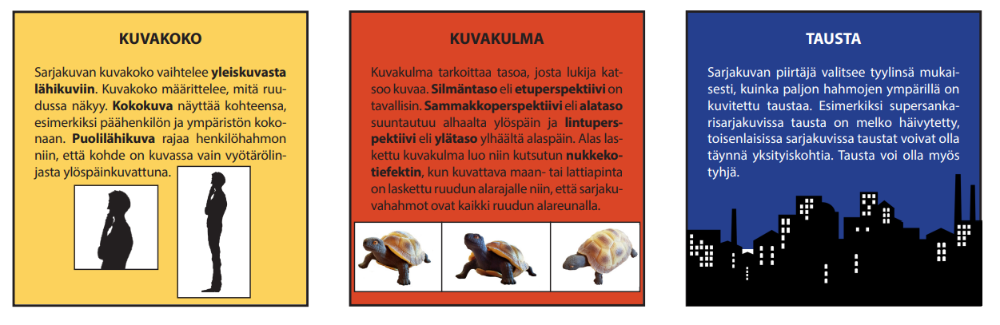 KUVAKOKO
Sarjakuvan kuvakoko vaihtelee yleiskuvasta
lähikuviin. Kuvakoko määrittelee, mitä ruu-
dussa näkyy. Kokokuva näyttää kohteensa,
esimerkiksi päähenkilön ja ympäristön koko-
naan. Puolilähikuva rajaa henkilöhahmon
niin, että kohde on kuvassa vain vyötärölin-
jasta ylöspäinkuvattuna.
KUVAKULMA
Kuvakulma tarkoittaa tasoa, josta lukija kat-
soo kuvaa. Silmäntaso eli etuperspektiivi on
tavallisin. Sammakkoperspektiivi eli alataso
suuntautuu alhaalta ylöspäin ja lintupers-
pektiivi eli ylätaso ylhäältä alaspäin. Alas las-
kettu kuvakulma luo niin kutsutun nukkeko-
tiefektin, kun kuvattava maan- tai lattiapinta
on laskettu ruudun alarajalle niin, että sarjaku-
vahahmot ovat kaikki ruudun alareunalla.
TAUSTA
Sarjakuvan piirtäjä valitsee tyylinsä mukai-
sesti, kuinka paljon hahmojen ympärillä on
kuvitettu taustaa. Esimerkiksi supersanka-
risarjakuvissa tausta on melko häivytetty,
toisenlaisissa sarjakuvissa taustat voivat olla
täynnä yksityiskohtia. Tausta voi olla myös
tyhjä.